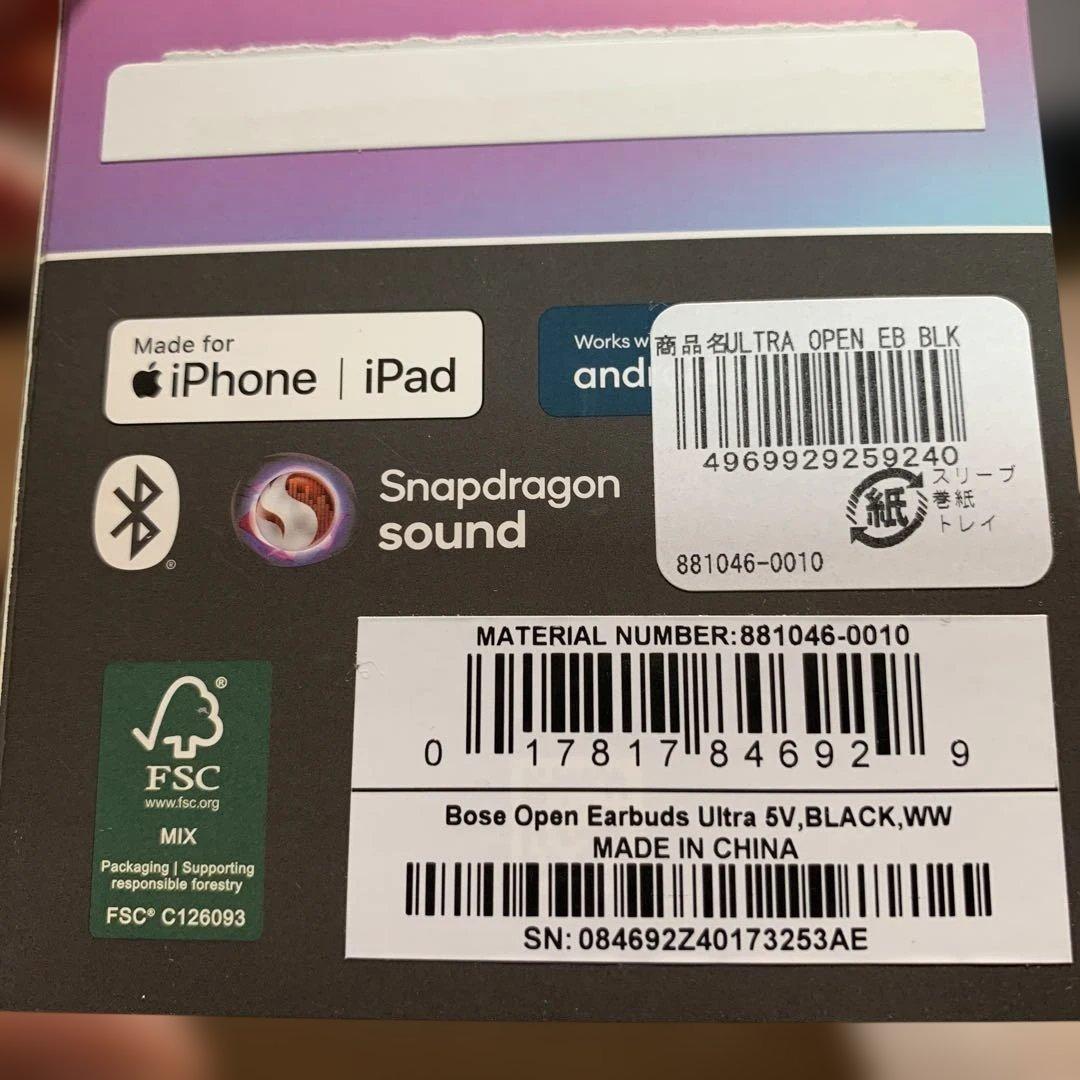 Made for
iPhone | iPad
Works w
andr
商品名ULTRA OPEN EB BLK
4969929259240
紙
スリーブ
巻紙
トレイ
881046-0010
Snapdragon
sound
MATERIAL NUMBER:881046-0010
0 17817 84692 9
Bose Open Earbuds Ultra 5V,BLACK,WW
MADE IN CHINA
SN: 084692Z40173253AE
FSC
www.fsc.org
MIX
Packaging | Supporting
responsible forestry
FSC® C126093